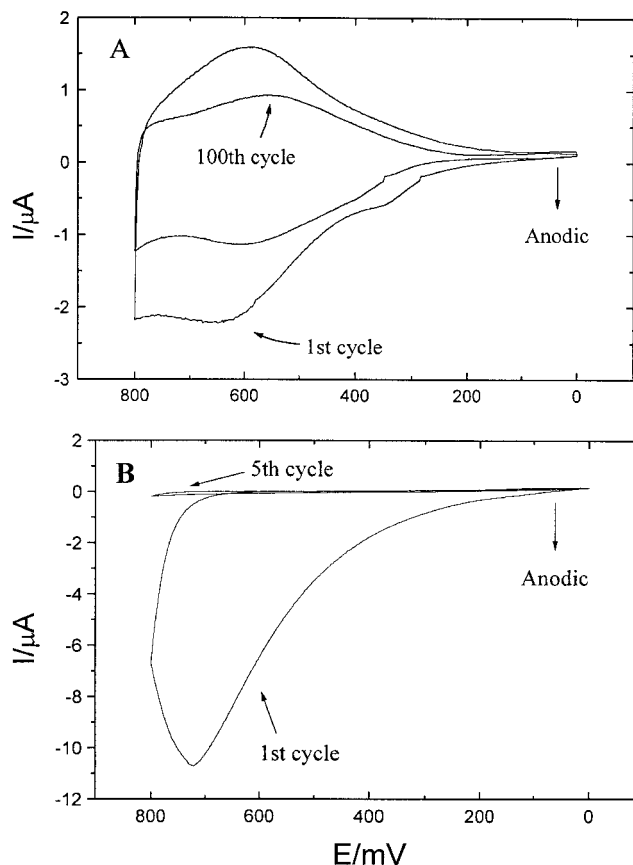 A
2
1
0
-1
-2
-3
I/μA
100th cycle
Anodic
1st cycle
800 600 400 200 0
B
2
0
-2
-4
-6
-8
-10
-12
I/μA
5th cycle
Anodic
1st cycle
800 600 400 200 0
E/mV